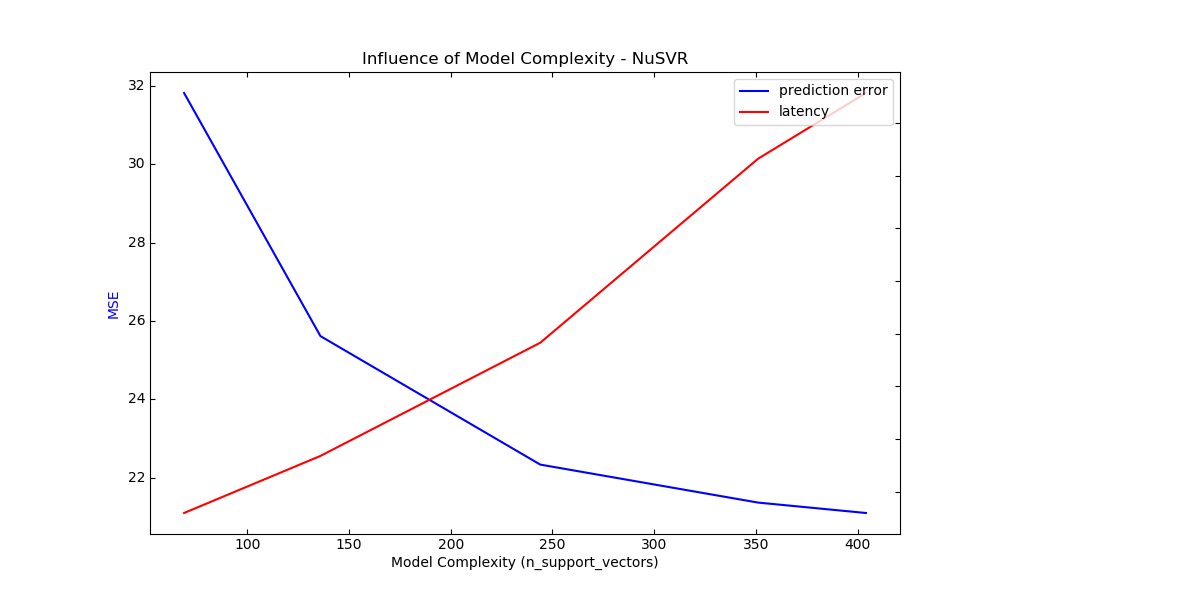 Influence of Model Complexity - NuSVR
prediction error
latency
32
30
28
26
24
22
MSE
100 150 200 250 300 350 400
Model Complexity (n_support_vectors)